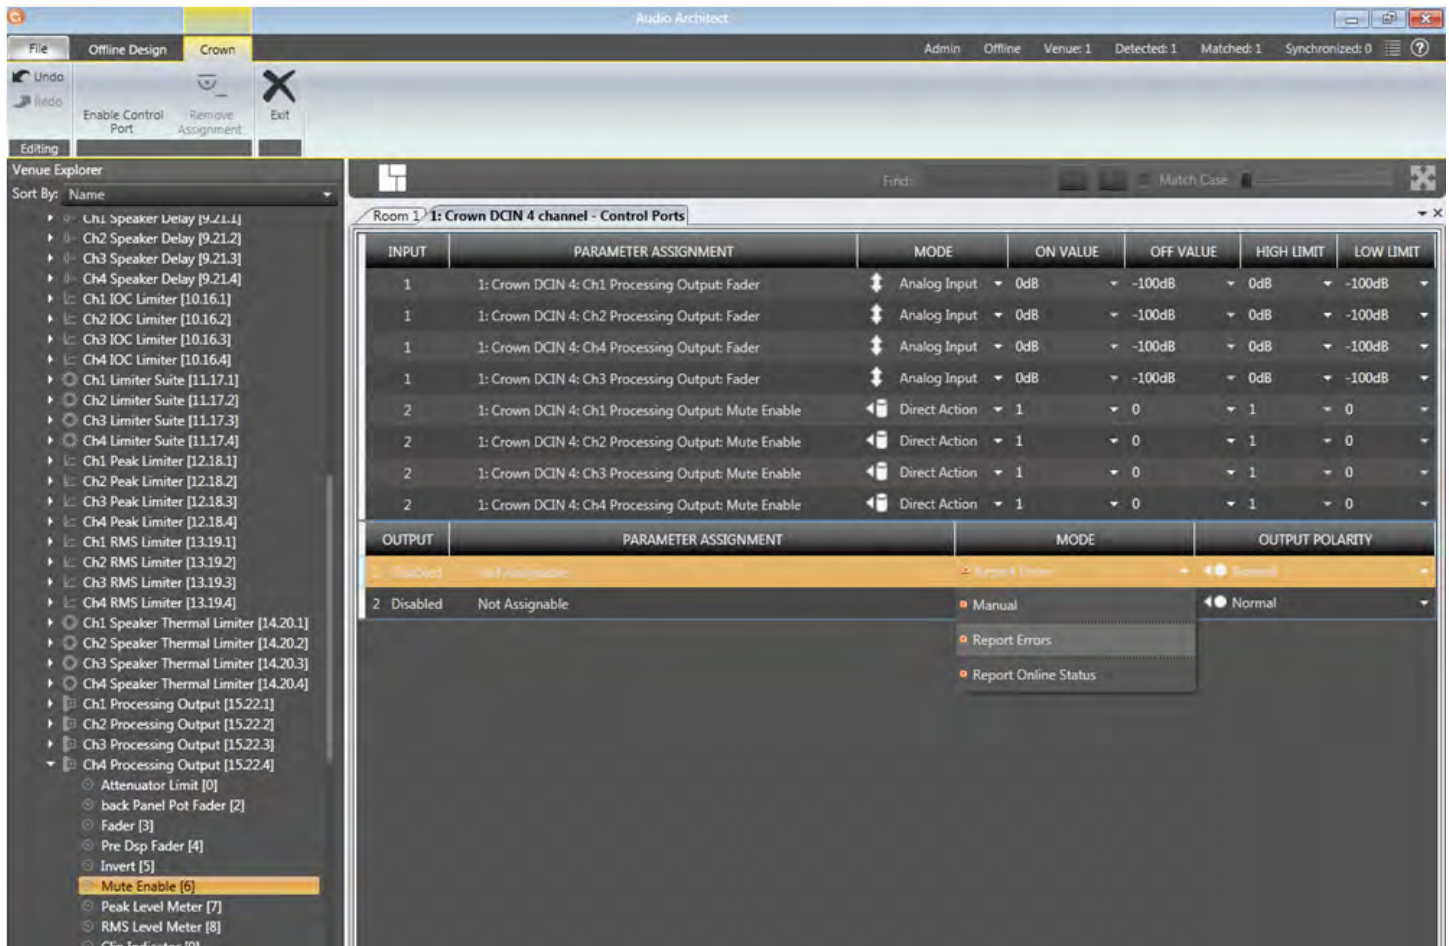 Audio Architect
File Offline Design Crown Admin Offline Venue: 1 Detected: 1 Matched: 1 Synchronized: 0 ?
Undo
Redo
Enable Control Port
Remove Assignment
Exit
Editing
Venue Explorer
Sort By: Name
Find: Match Case
Ch1 Speaker Delay [9.21.1]
Ch2 Speaker Delay [9.21.2]
Ch3 Speaker Delay [9.21.3]
Ch4 Speaker Delay [9.21.4]
Ch1 IOC Limiter [10.16.1]
Ch2 IOC Limiter [10.16.2]
Ch3 IOC Limiter [10.16.3]
Ch4 IOC Limiter [10.16.4]
Ch1 Limiter Suite [11.17.1]
Ch2 Limiter Suite [11.17.2]
Ch3 Limiter Suite [11.17.3]
Ch4 Limiter Suite [11.17.4]
Ch1 Peak Limiter [12.18.1]
Ch2 Peak Limiter [12.18.2]
Ch3 Peak Limiter [12.18.3]
Ch4 Peak Limiter [12.18.4]
Ch1 RMS Limiter [13.19.1]
Ch2 RMS Limiter [13.19.2]
Ch3 RMS Limiter [13.19.3]
Ch4 RMS Limiter [13.19.4]
Ch1 Speaker Thermal Limiter [14.20.1]
Ch2 Speaker Thermal Limiter [14.20.2]
Ch3 Speaker Thermal Limiter [14.20.3]
Ch4 Speaker Thermal Limiter [14.20.4]
Ch1 Processing Output [15.22.1]
Ch2 Processing Output [15.22.2]
Ch3 Processing Output [15.22.3]
Ch4 Processing Output [15.22.4]
Attenuator Limit [0]
back Panel Pot Fader [2]
Fader [3]
Pre Dsp Fader [4]
Invert [5]
Mute Enable [6]
Peak Level Meter [7]
RMS Level Meter [8]
Clip Indicator [9]
Room 1 1: Crown DCIN 4 channel - Control Ports
INPUT PARAMETER ASSIGNMENT MODE ON VALUE OFF VALUE HIGH LIMIT LOW LIMIT
1 1: Crown DCIN 4: Ch1 Processing Output: Fader Analog Input 0dB -100dB 0dB -100dB
1 1: Crown DCIN 4: Ch2 Processing Output: Fader Analog Input 0dB -100dB 0dB -100dB
1 1: Crown DCIN 4: Ch4 Processing Output: Fader Analog Input 0dB -100dB 0dB -100dB
1 1: Crown DCIN 4: Ch3 Processing Output: Fader Analog Input 0dB -100dB 0dB -100dB
2 1: Crown DCIN 4: Ch1 Processing Output: Mute Enable Direct Action 1 0 1 0
2 1: Crown DCIN 4: Ch2 Processing Output: Mute Enable Direct Action 1 0 1 0
2 1: Crown DCIN 4: Ch3 Processing Output: Mute Enable Direct Action 1 0 1 0
2 1: Crown DCIN 4: Ch4 Processing Output: Mute Enable Direct Action 1 0 1 0
OUTPUT PARAMETER ASSIGNMENT MODE OUTPUT POLARITY
1 Disabled Not Assignable Report Errors Normal
2 Disabled Not Assignable Normal
Manual
Report Errors
Report Online Status